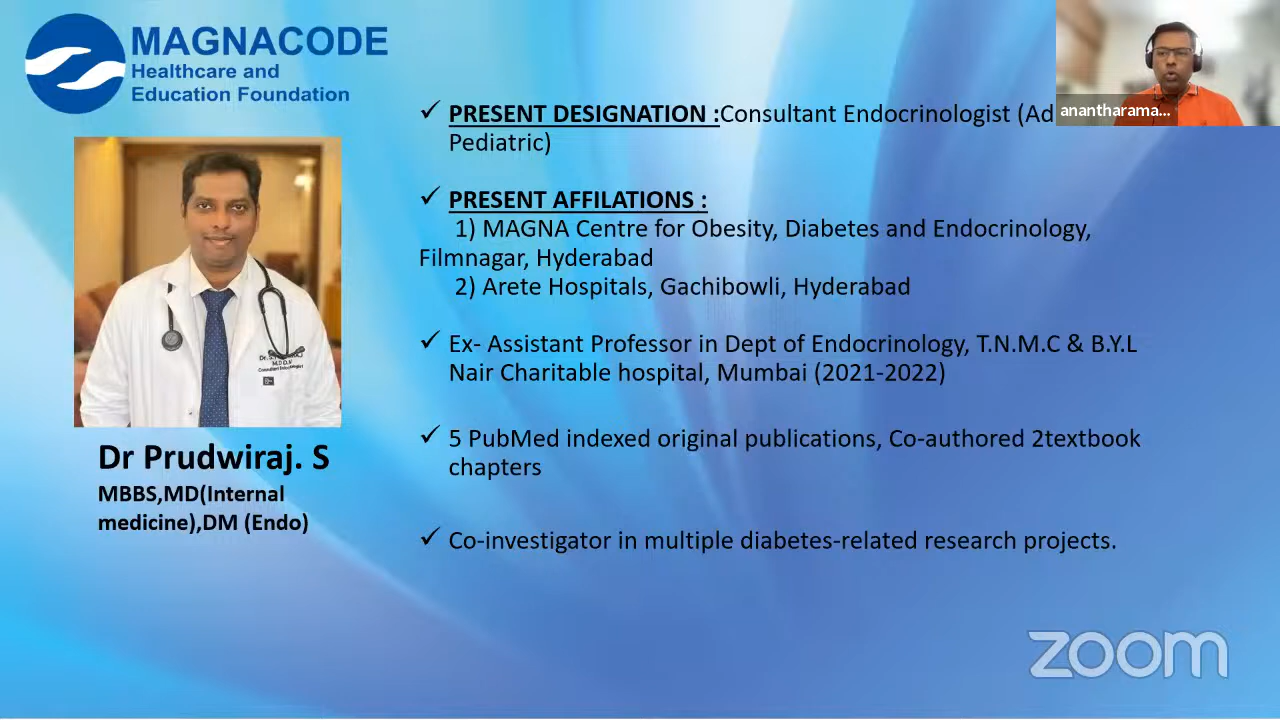 MAGNACODE
Healthcare and
Education Foundation
anantharama...
✓ PRESENT DESIGNATION :Consultant Endocrinologist (Ad
Pediatric)
✓ PRESENT AFFILATIONS :
1) MAGNA Centre for Obesity, Diabetes and Endocrinology,
Filmnagar, Hyderabad
2) Arete Hospitals, Gachibowli, Hyderabad
✓ Ex- Assistant Professor in Dept of Endocrinology, T.N.M.C & B.Y.L
Nair Charitable hospital, Mumbai (2021-2022)
✓ 5 PubMed indexed original publications, Co-authored 2textbook
chapters
✓ Co-investigator in multiple diabetes-related research projects.
Dr Prudwiraj. S
MBBS,MD(Internal
medicine),DM (Endo)
zoom